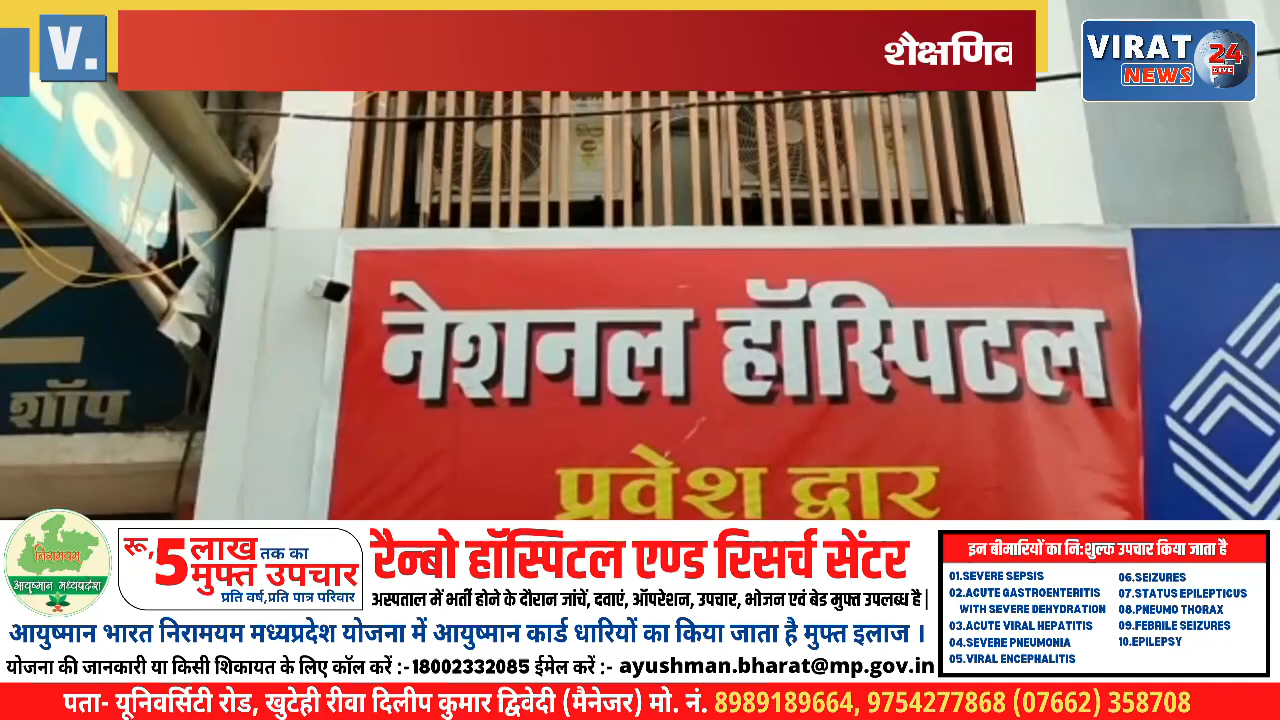 V.
शैक्षणिक
VIRAT
24
NEWS
LIVE
शॉप
नेशनल हॉस्पिटल
प्रवेश द्वार
निरामयम्
आयुष्मान मध्यप्रदेश
रू,5 लाख तक का
मुफ्त उपचार
प्रति वर्ष,प्रति पात्र परिवार
रैन्बो हॉस्पिटल एण्ड रिसर्च सेंटर
अस्पताल में भर्ती होने के दौरान जांचें, दवाएं, ऑपरेशन, उपचार, भोजन एवं बेड मुफ्त उपलब्ध है |
आयुष्मान भारत निरामयम मध्यप्रदेश योजना में आयुष्मान कार्ड धारियों का किया जाता है मुफ्त इलाज ।
योजना की जानकारी या किसी शिकायत के लिए कॉल करें :-18002332085 ईमेल करें :- ayushman.bharat@mp.gov.in
इन बीमारियों का नि:शुल्क उपचार किया जाता है
01.SEVERE SEPSIS
02.ACUTE GASTROENTERITIS
WITH SEVERE DEHYDRATION
03.ACUTE VIRAL HEPATITIS
04.SEVERE PNEUMONIA
05.VIRAL ENCEPHALITIS
06.SEIZURES
07.STATUS EPILEPTICUS
08.PNEUMO THORAX
09.FEBRILE SEIZURES
10.EPILEPSY
पता- यूनिवर्सिटी रोड, खुटेही रीवा दिलीप कुमार द्विवेदी (मैनेजर) मो. नं. 8989189664, 9754277868 (07662) 358708